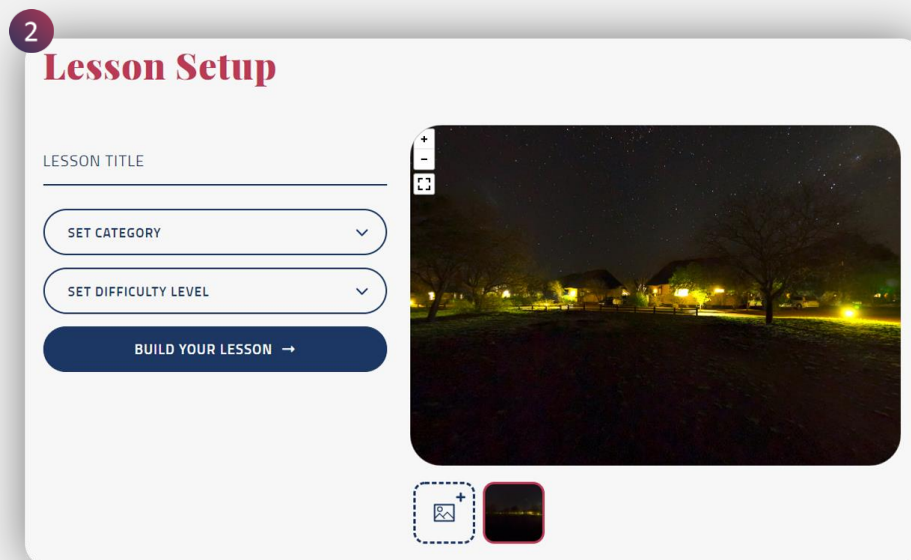 2
Lesson Setup
LESSON TITLE
SET CATEGORY
SET DIFFICULTY LEVEL
BUILD YOUR LESSON →
+
−